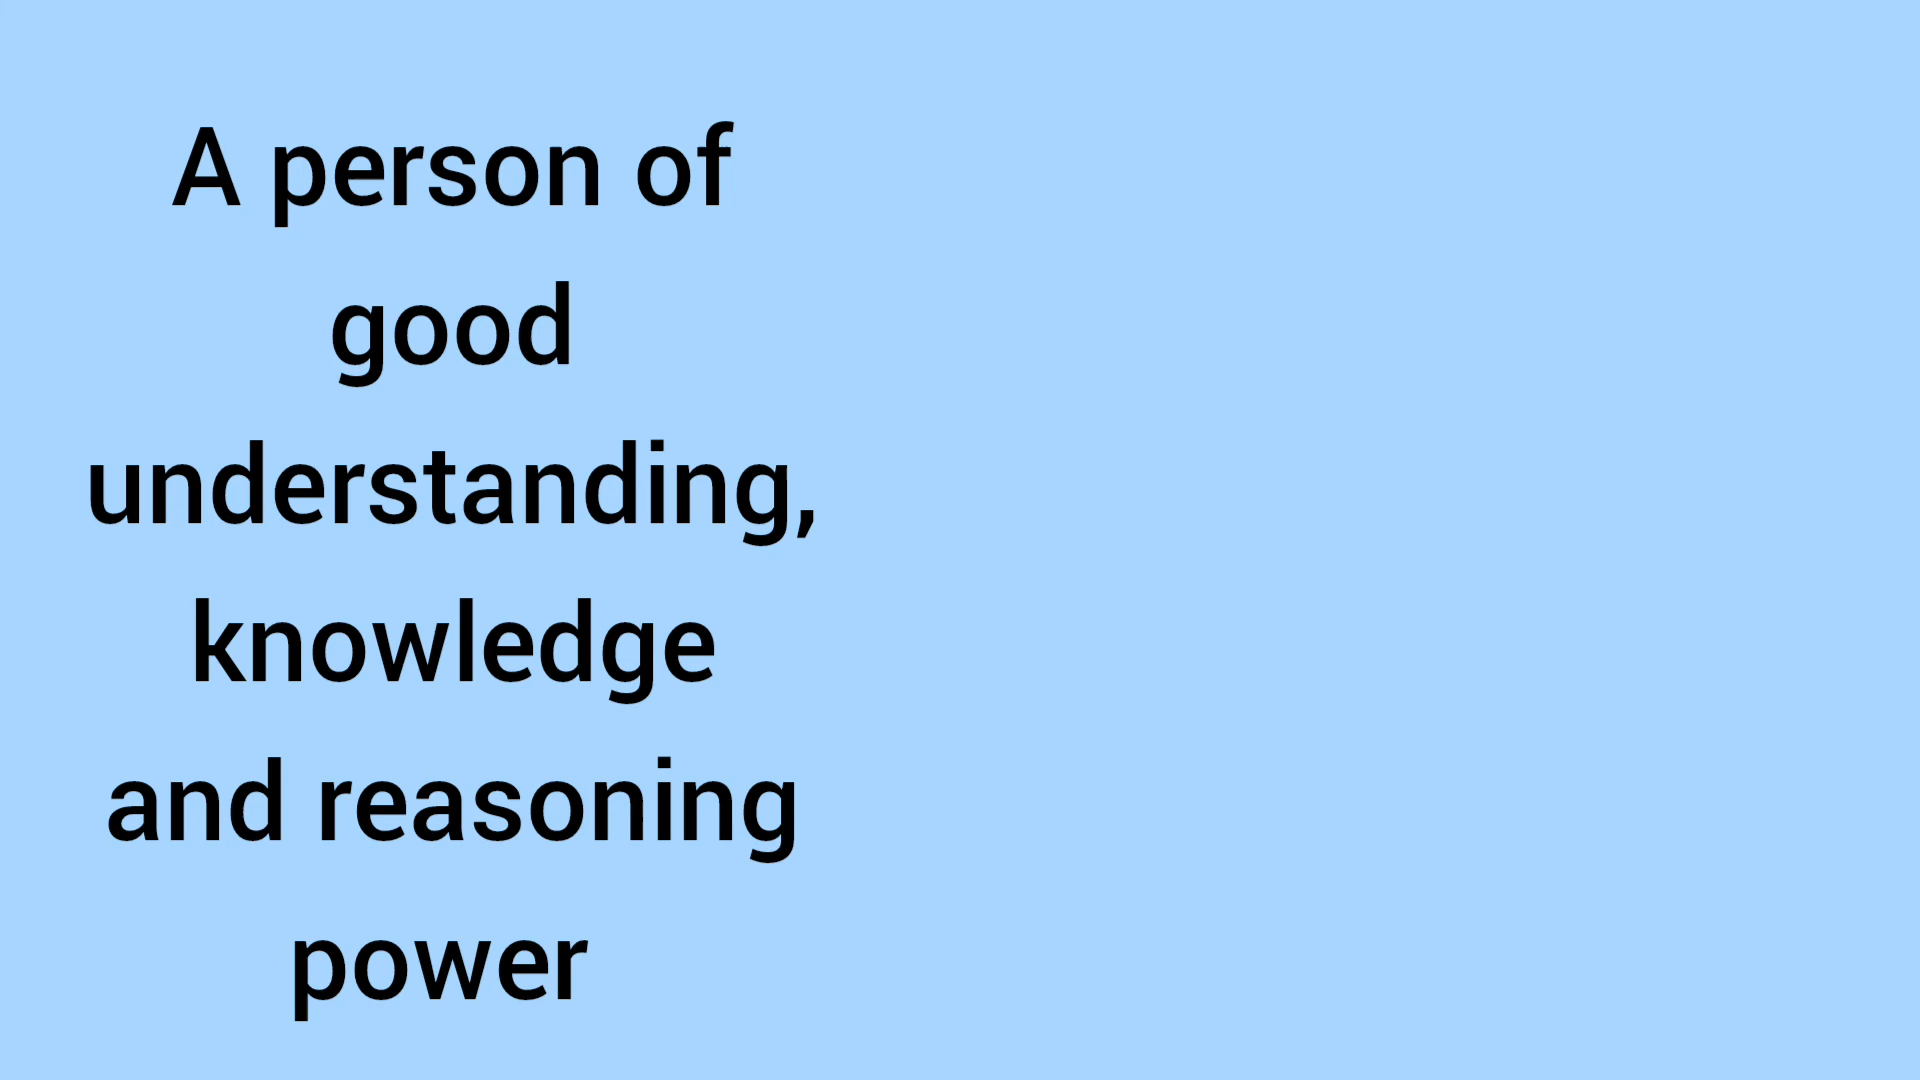 A person of
good
understanding,
knowledge
and reasoning
power